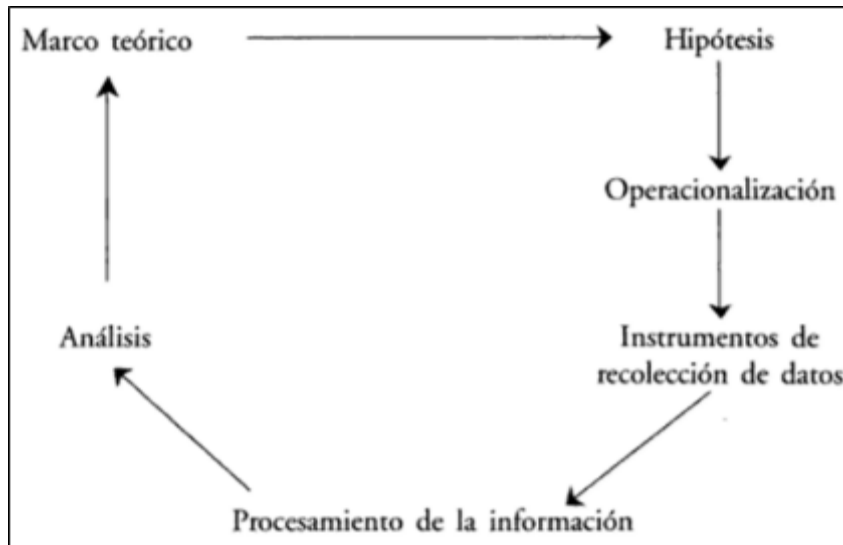 Marco teórico
Hipótesis
Operacionalización
Análisis
Instrumentos de
recolección de datos
Procesamiento de la información